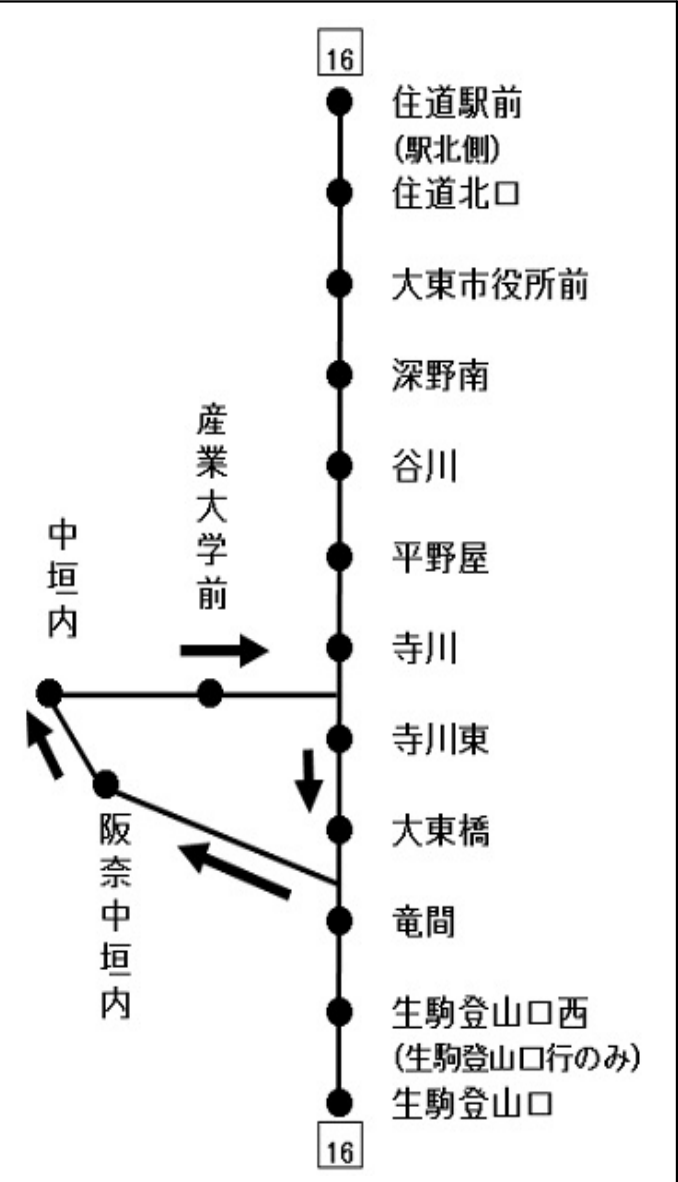 16
住道駅前
(駅北側)
住道北口
大東市役所前
深野南
谷川
平野屋
寺川
寺川東
大東橋
竜間
生駒登山口西
(生駒登山口行のみ)
生駒登山口
16
産業大学前
中垣内
阪奈中垣内